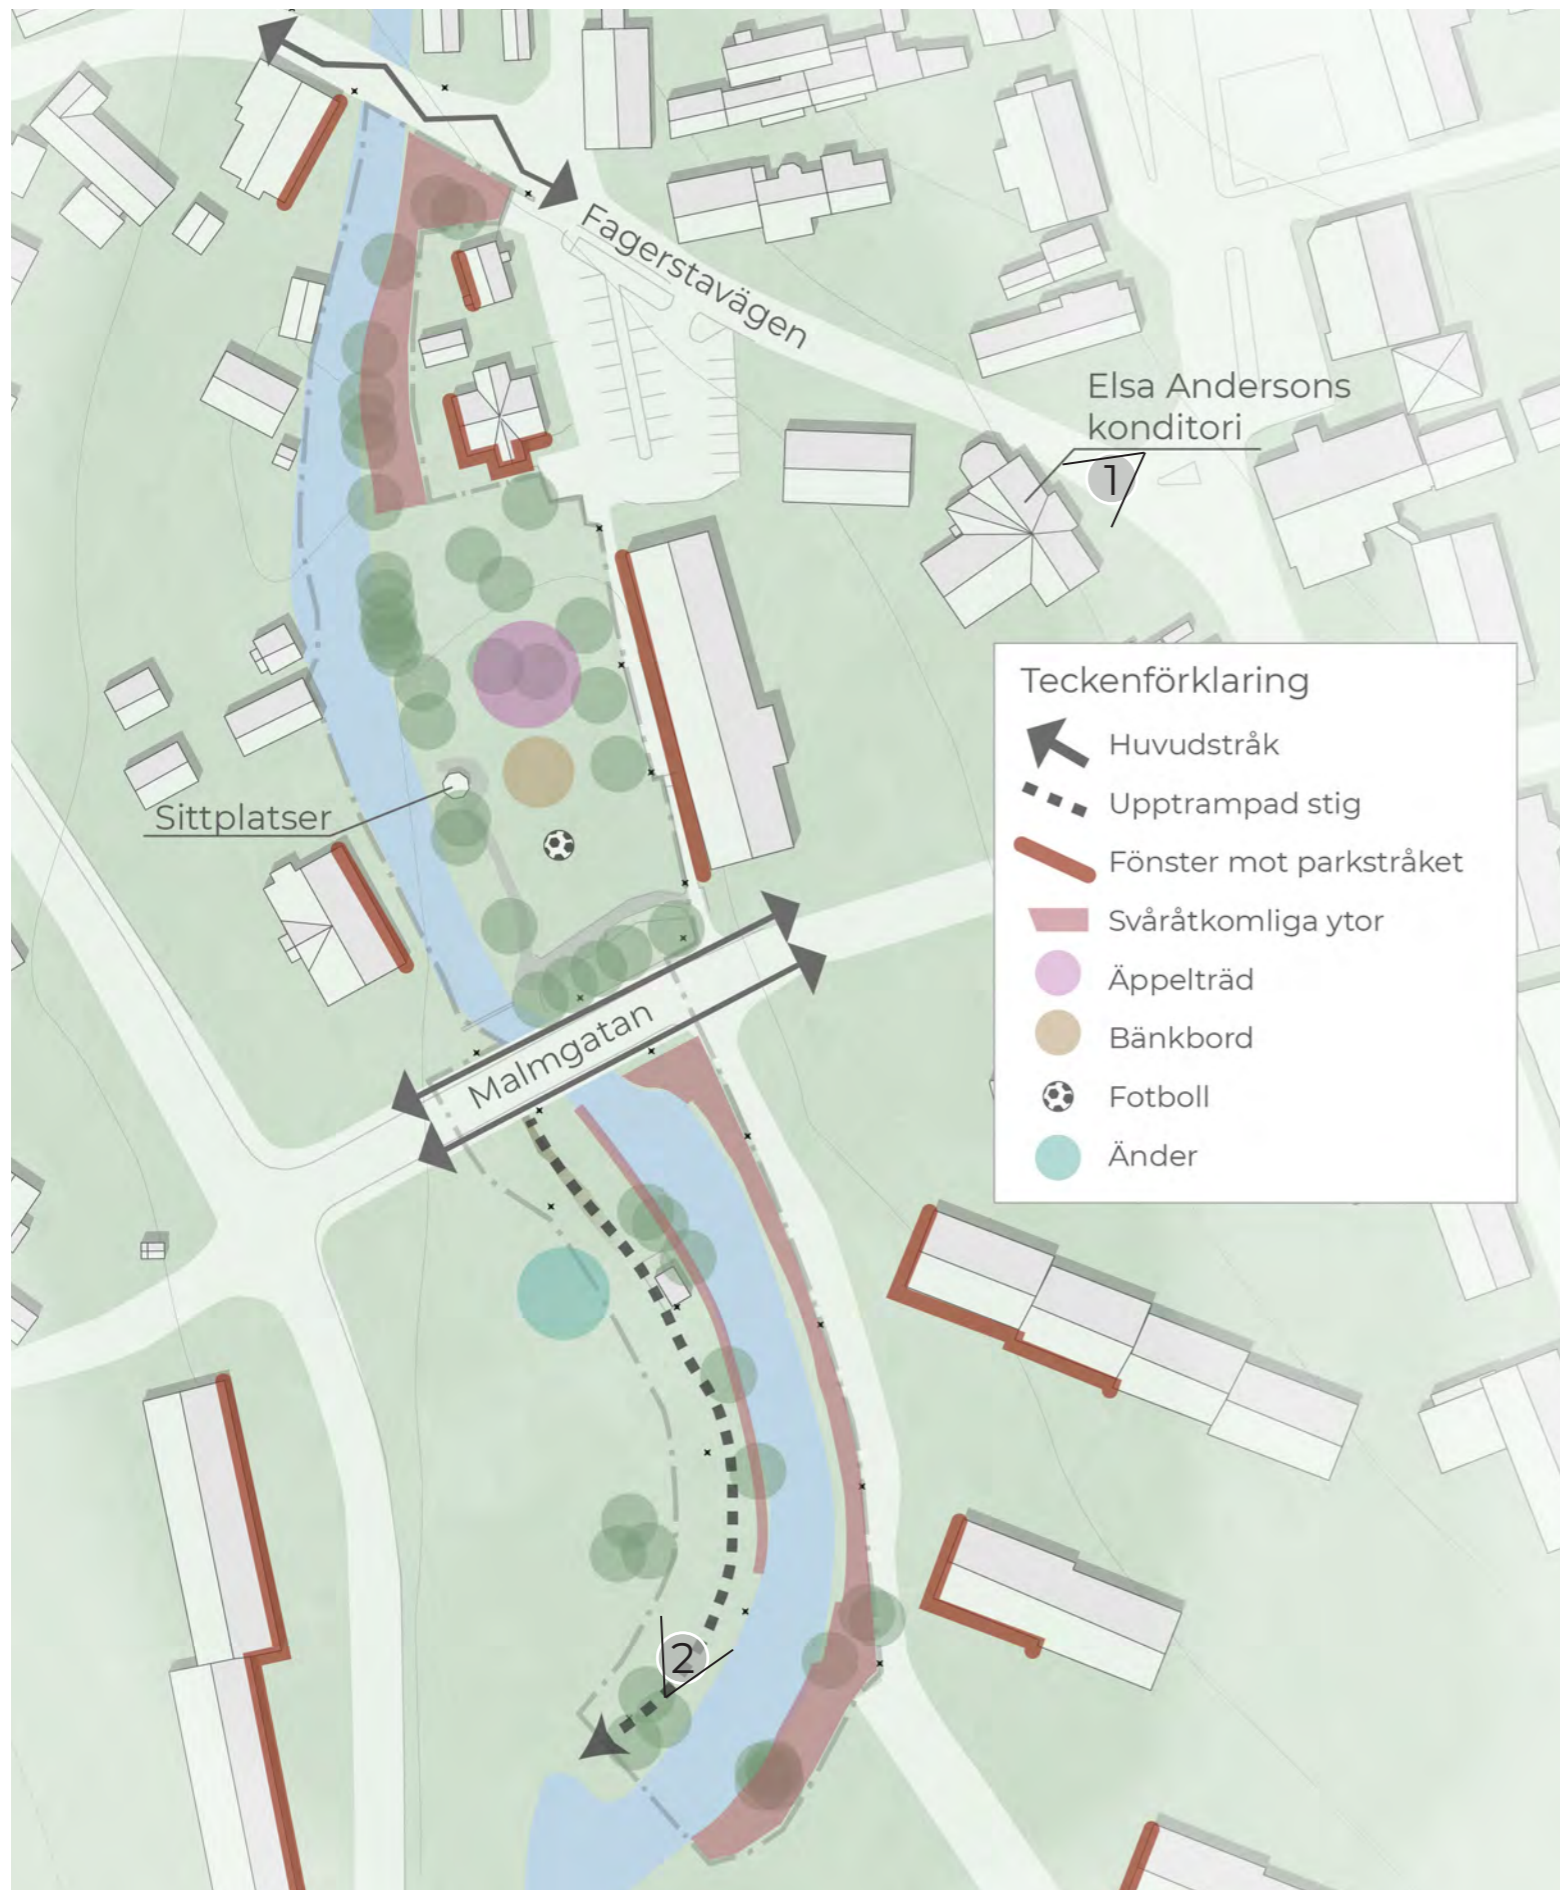 Fagerstavägen
Elsa Andersons
konditori
1
Teckenförklaring
Huvudstråk
Upptrampad stig
Fönster mot parkstråket
Svåråtkomliga ytor
Äppelträd
Bänkbord
Fotboll
Änder
Sittplatser
Malmgatan
2